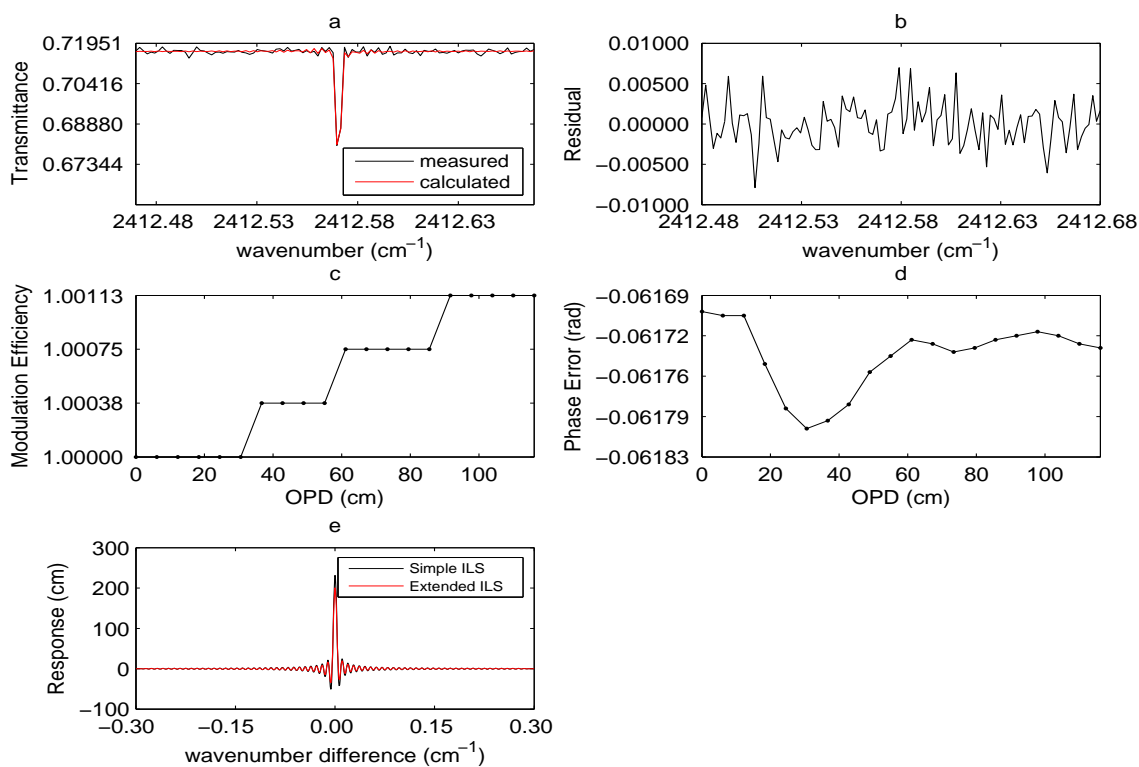 a
0.71951
0.70416
0.68880
0.67344
Transmittance
measured
calculated
2412.48 2412.53 2412.58 2412.63
wavenumber (cm−1)
b
0.01000
0.00500
0.00000
−0.00500
−0.01000
Residual
2412.48 2412.53 2412.58 2412.63 2412.68
wavenumber (cm−1)
c
1.00113
1.00075
1.00038
1.00000
Modulation Efficiency
0 20 40 60 80 100
OPD (cm)
d
−0.06169
−0.06172
−0.06176
−0.06179
−0.06183
Phase Error (rad)
0 20 40 60 80 100
OPD (cm)
e
300
200
100
0
−100
Response (cm)
Simple ILS
Extended ILS
−0.30 −0.15 0.00 0.15 0.30
wavenumber difference (cm−1)